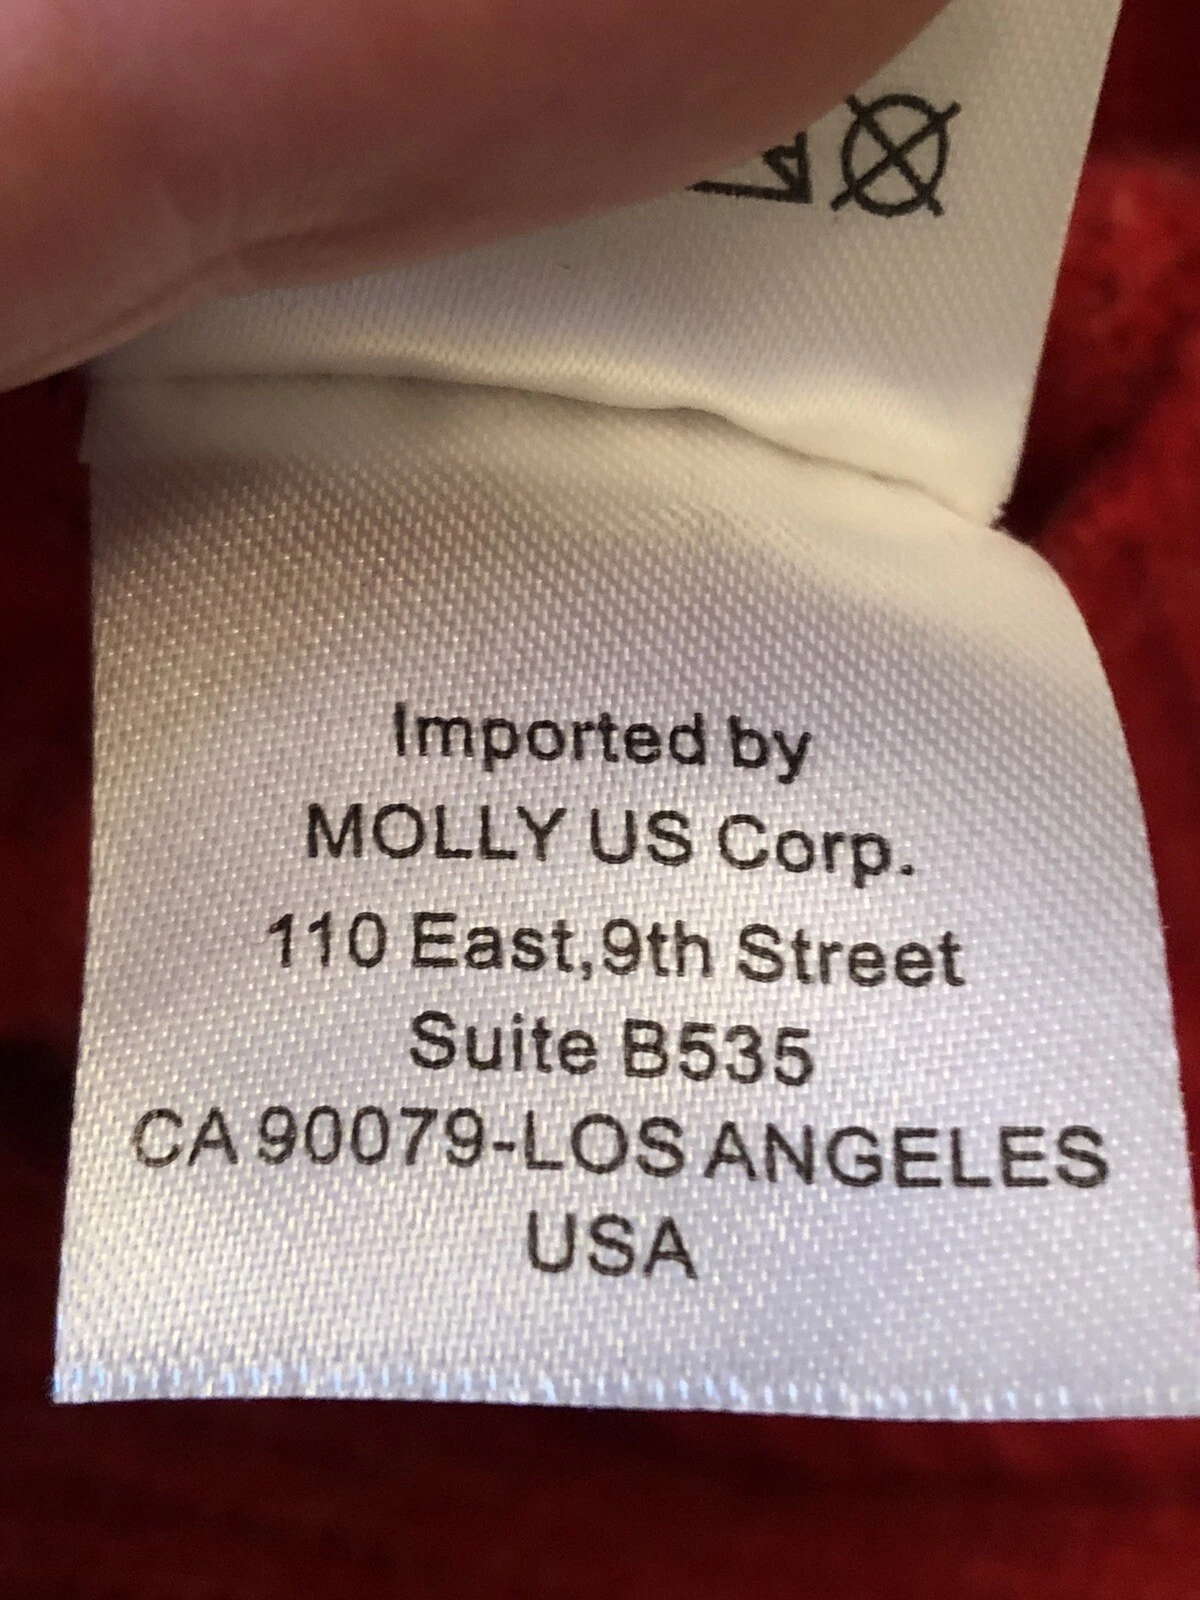 Imported by
MOLLY US Corp.
110 East,9th Street
Suite B535
CA 90079-LOS ANGELES
USA